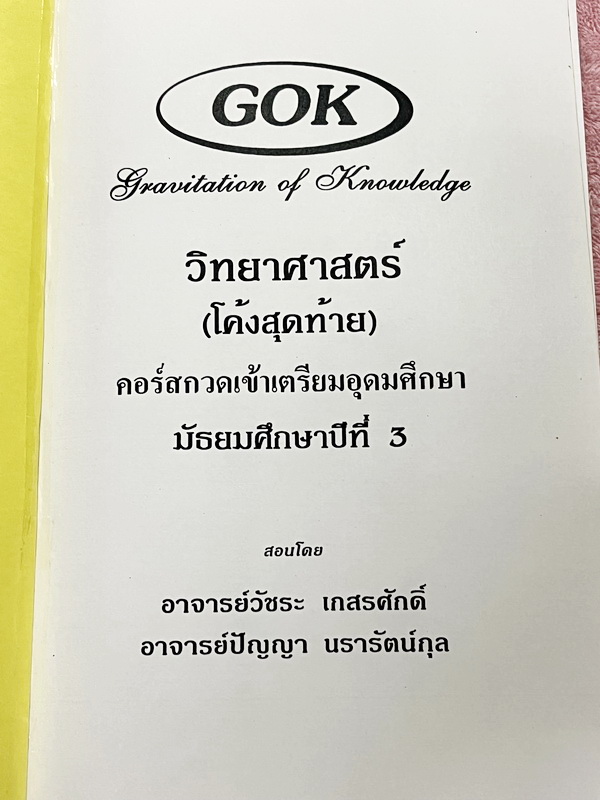 GOK
Gravitation of Knowledge
วิทยาศาสตร์
(โค้งสุดท้าย)
คอร์สกวดเข้าเตรียมอุดมศึกษา
มัธยมศึกษาปีที่ 3
สอนโดย
อาจารย์วัชระ เกสรศักดิ์
อาจารย์ปัญญา นรารัตน์กุล